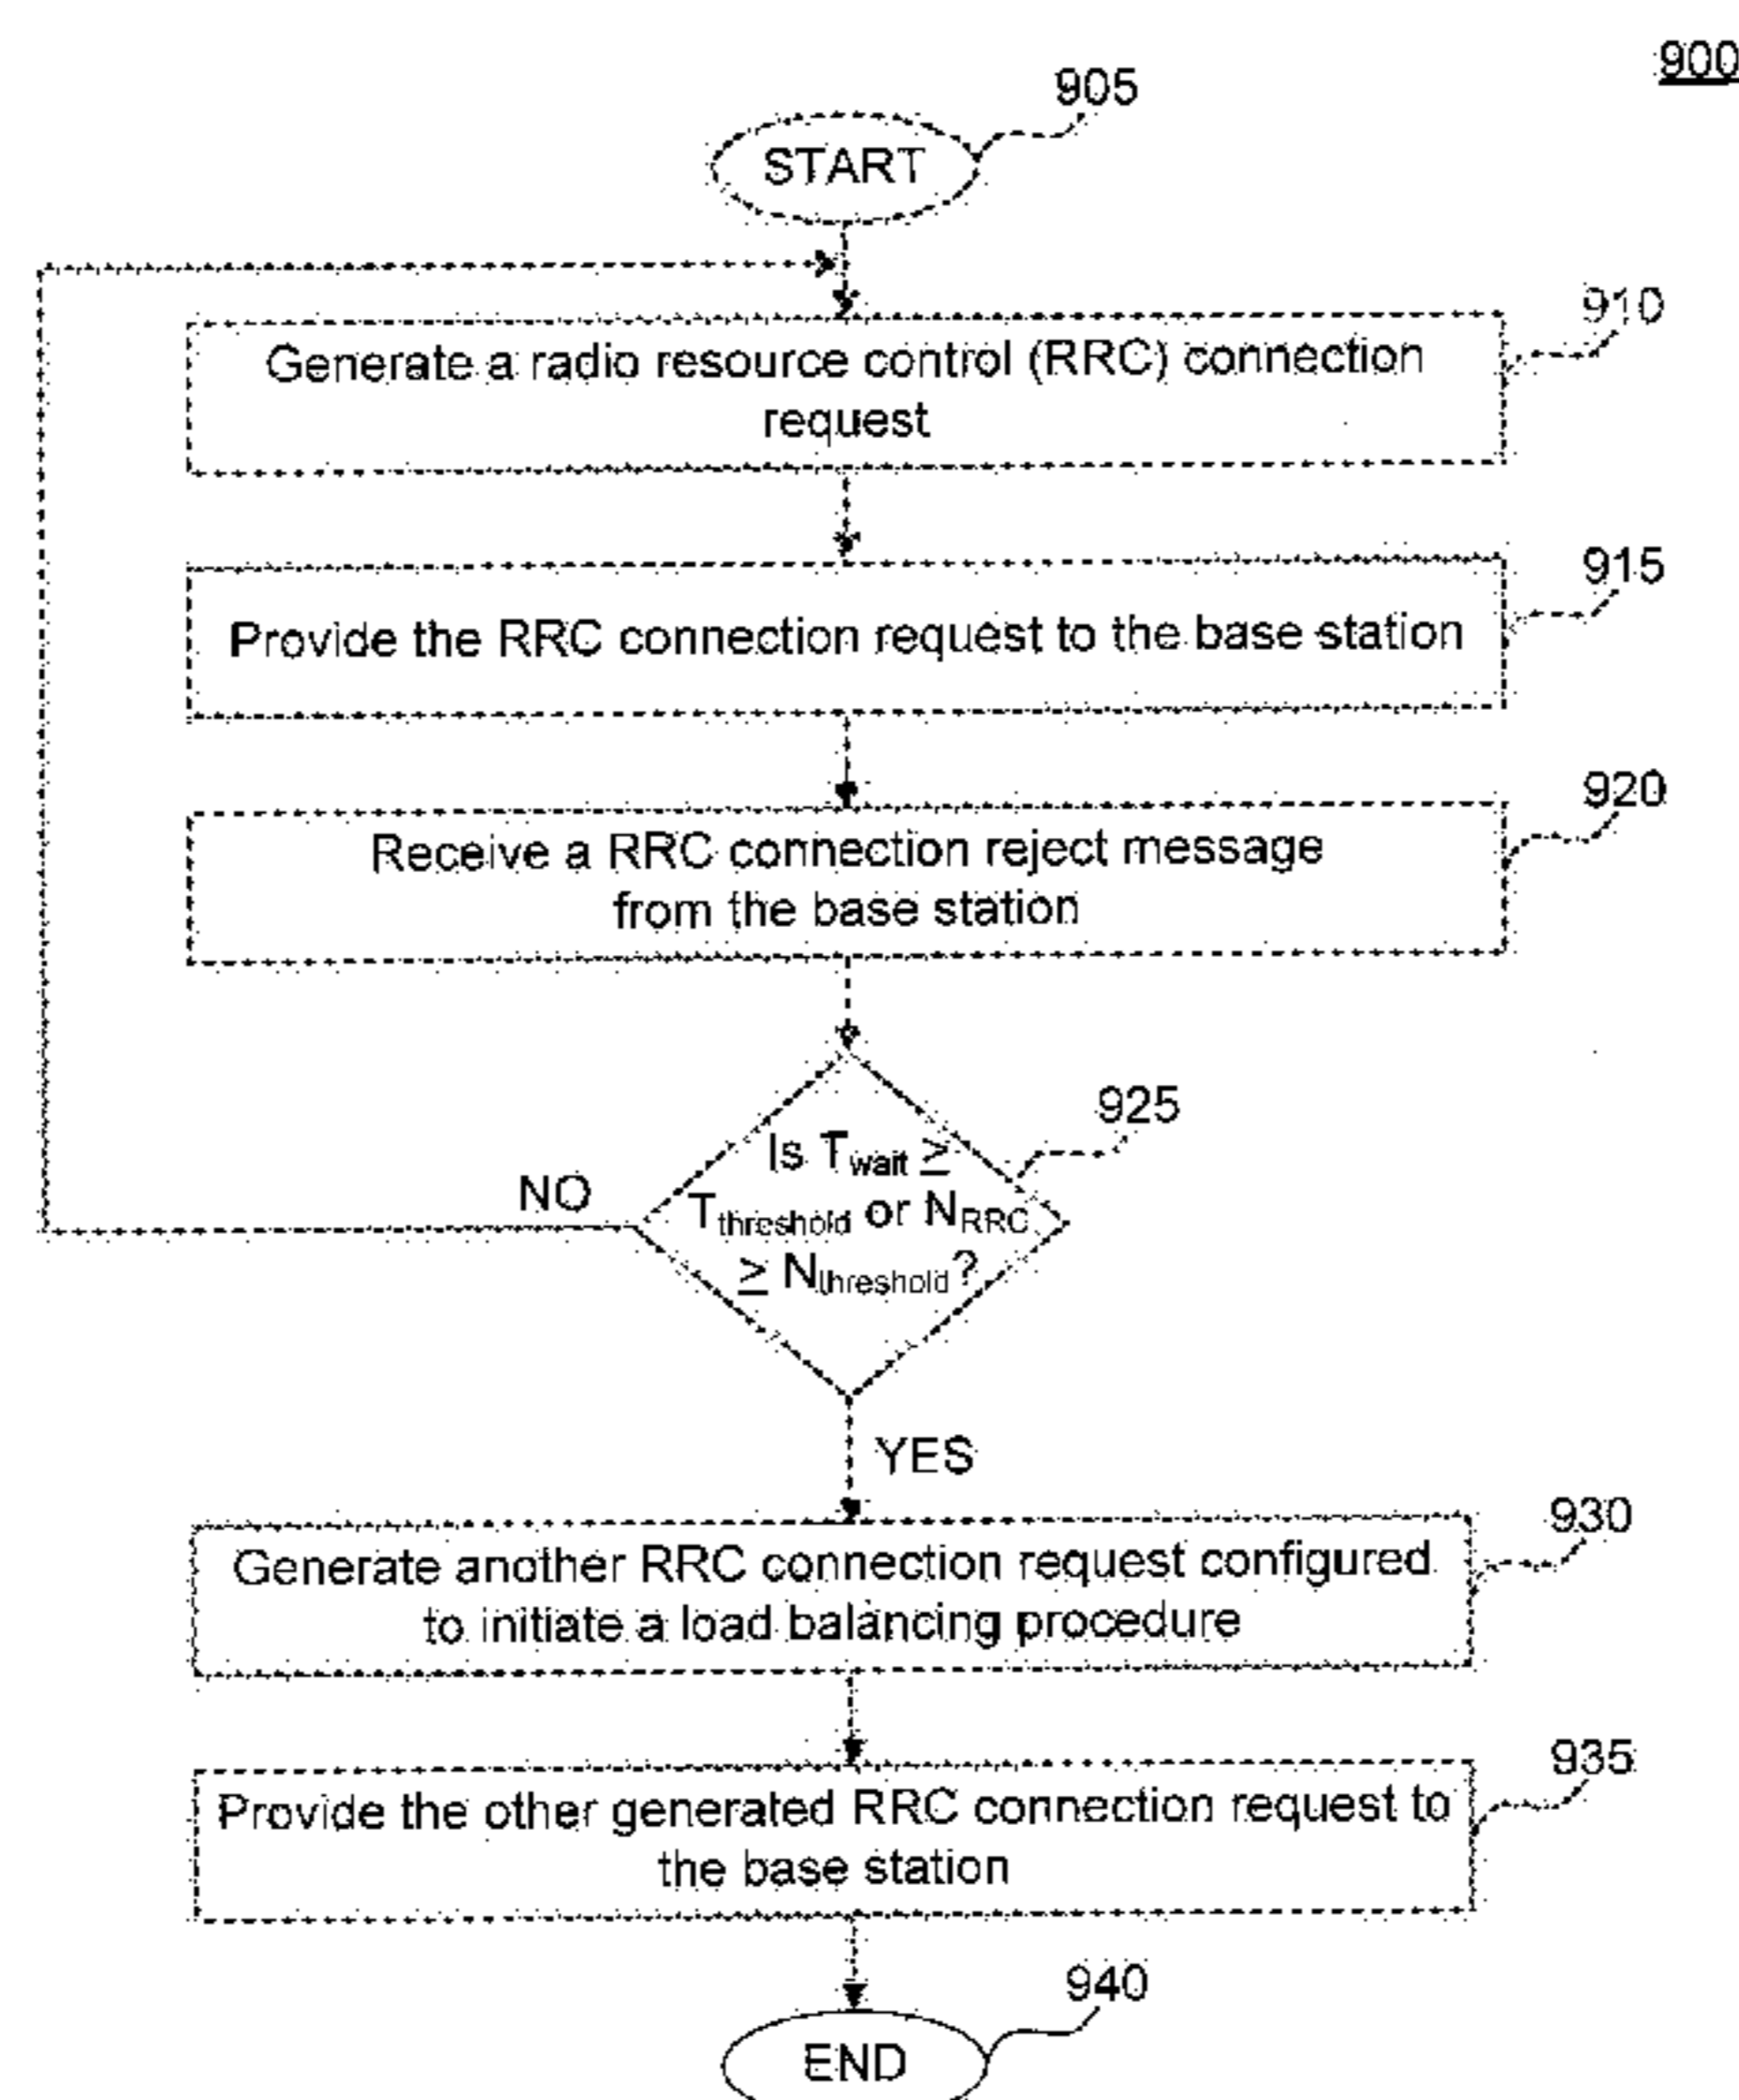 900
905
START
910
Generate a radio resource control (RRC) connection
request
915
Provide the RRC connection request to the base station
920
Receive a RRC connection reject message
from the base station
925
Is Twait ≥
Tthreshold or NRRC
≥ Nthreshold?
NO
YES
930
Generate another RRC connection request configured
to initiate a load balancing procedure
935
Provide the other generated RRC connection request to
the base station
940
END